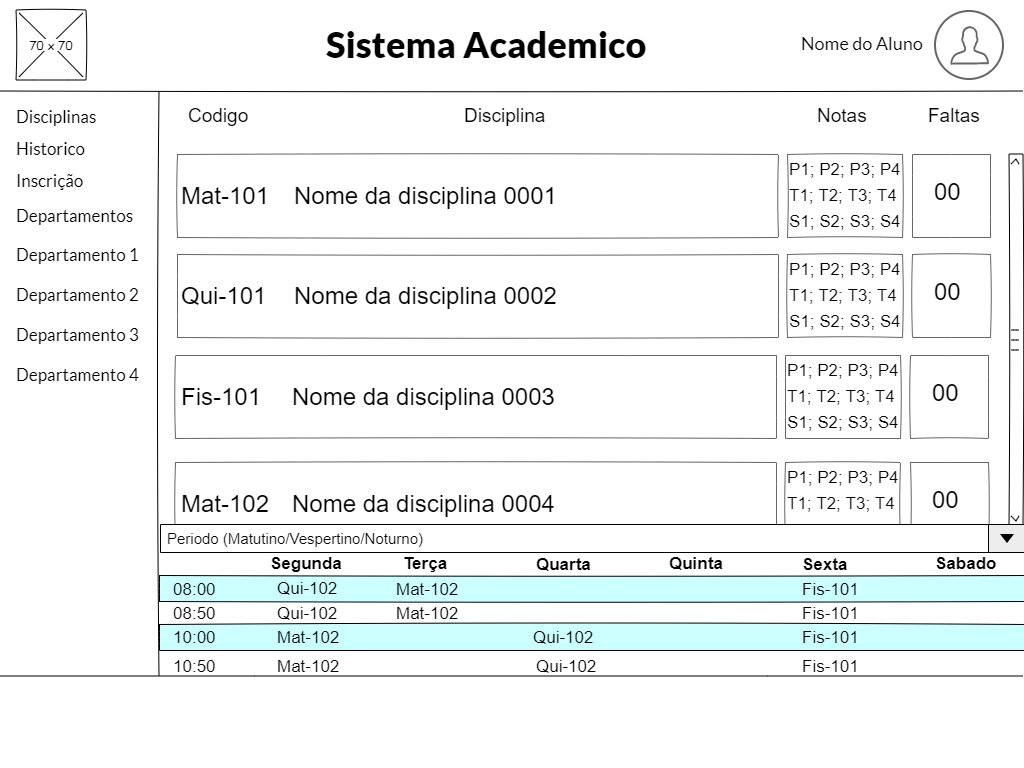 70 x 70
Sistema Academico
Nome do Aluno
Disciplinas
Historico
Inscrição
Departamentos
Departamento 1
Departamento 2
Departamento 3
Departamento 4
Codigo Disciplina Notas Faltas
Mat-101 Nome da disciplina 0001
P1; P2; P3; P4
T1; T2; T3; T4
S1; S2; S3; S4
00
Qui-101 Nome da disciplina 0002
P1; P2; P3; P4
T1; T2; T3; T4
S1; S2; S3; S4
00
Fis-101 Nome da disciplina 0003
P1; P2; P3; P4
T1; T2; T3; T4
S1; S2; S3; S4
00
Mat-102 Nome da disciplina 0004
P1; P2; P3; P4
T1; T2; T3; T4
00
Periodo (Matutino/Vespertino/Noturno)
Segunda Terça Quarta Quinta Sexta Sabado
08:00 Qui-102 Mat-102 Fis-101
08:50 Qui-102 Mat-102 Fis-101
10:00 Mat-102 Qui-102 Fis-101
10:50 Mat-102 Qui-102 Fis-101